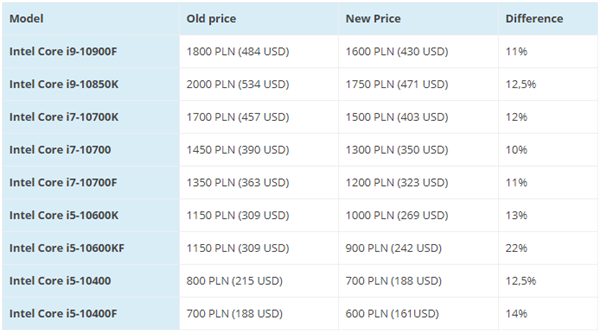 Model Old price New Price Difference
Intel Core i9-10900F 1800 PLN (484 USD) 1600 PLN (430 USD) 11%
Intel Core i9-10850K 2000 PLN (534 USD) 1750 PLN (471 USD) 12,5%
Intel Core i7-10700K 1700 PLN (457 USD) 1500 PLN (403 USD) 12%
Intel Core i7-10700 1450 PLN (390 USD) 1300 PLN (350 USD) 10%
Intel Core i7-10700F 1350 PLN (363 USD) 1200 PLN (323 USD) 11%
Intel Core i5-10600K 1150 PLN (309 USD) 1000 PLN (269 USD) 13%
Intel Core i5-10600KF 1150 PLN (309 USD) 900 PLN (242 USD) 22%
Intel Core i5-10400 800 PLN (215 USD) 700 PLN (188 USD) 12,5%
Intel Core i5-10400F 700 PLN (188 USD) 600 PLN (161USD) 14%